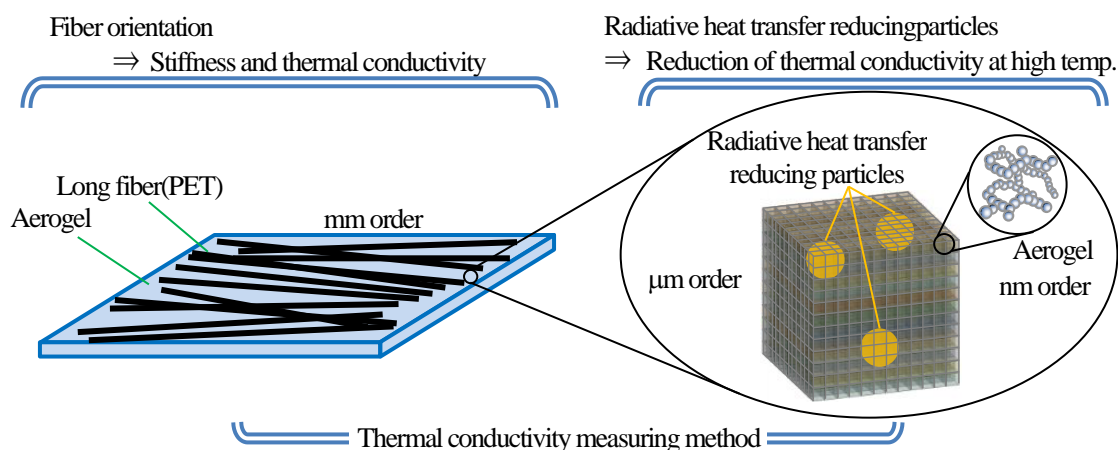 Fiber orientation
⇒ Stiffness and thermal conductivity
Radiative heat transfer reducingparticles
⇒ Reduction of thermal conductivity at high temp.
Long fiber(PET)
Aerogel
mm order
Radiative heat transfer
reducing particles
μm order
Aerogel
nm order
Thermal conductivity measuring method